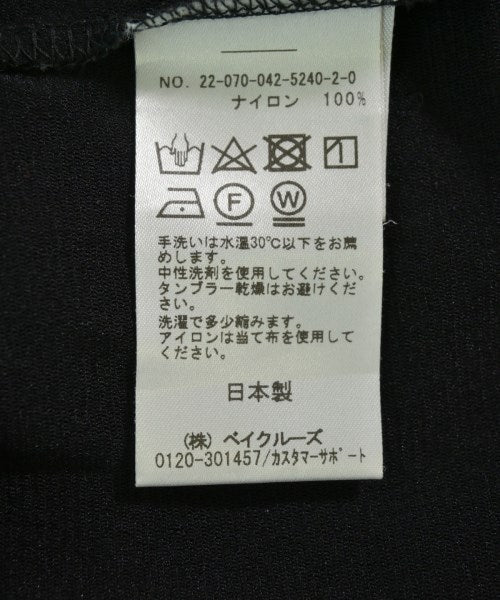 NO. 22-070-042-5240-2-0
ナイロン 100%
F
W
手洗いは水温30℃以下をお薦
めします。
中性洗剤を使用してください。
タンブラー乾燥はお避けくだ
さい。
洗濯で多少縮みます。
アイロンは当て布を使用して
ください。
日本製
(株) ベイクルーズ
0120-301457/カスタマーサポート